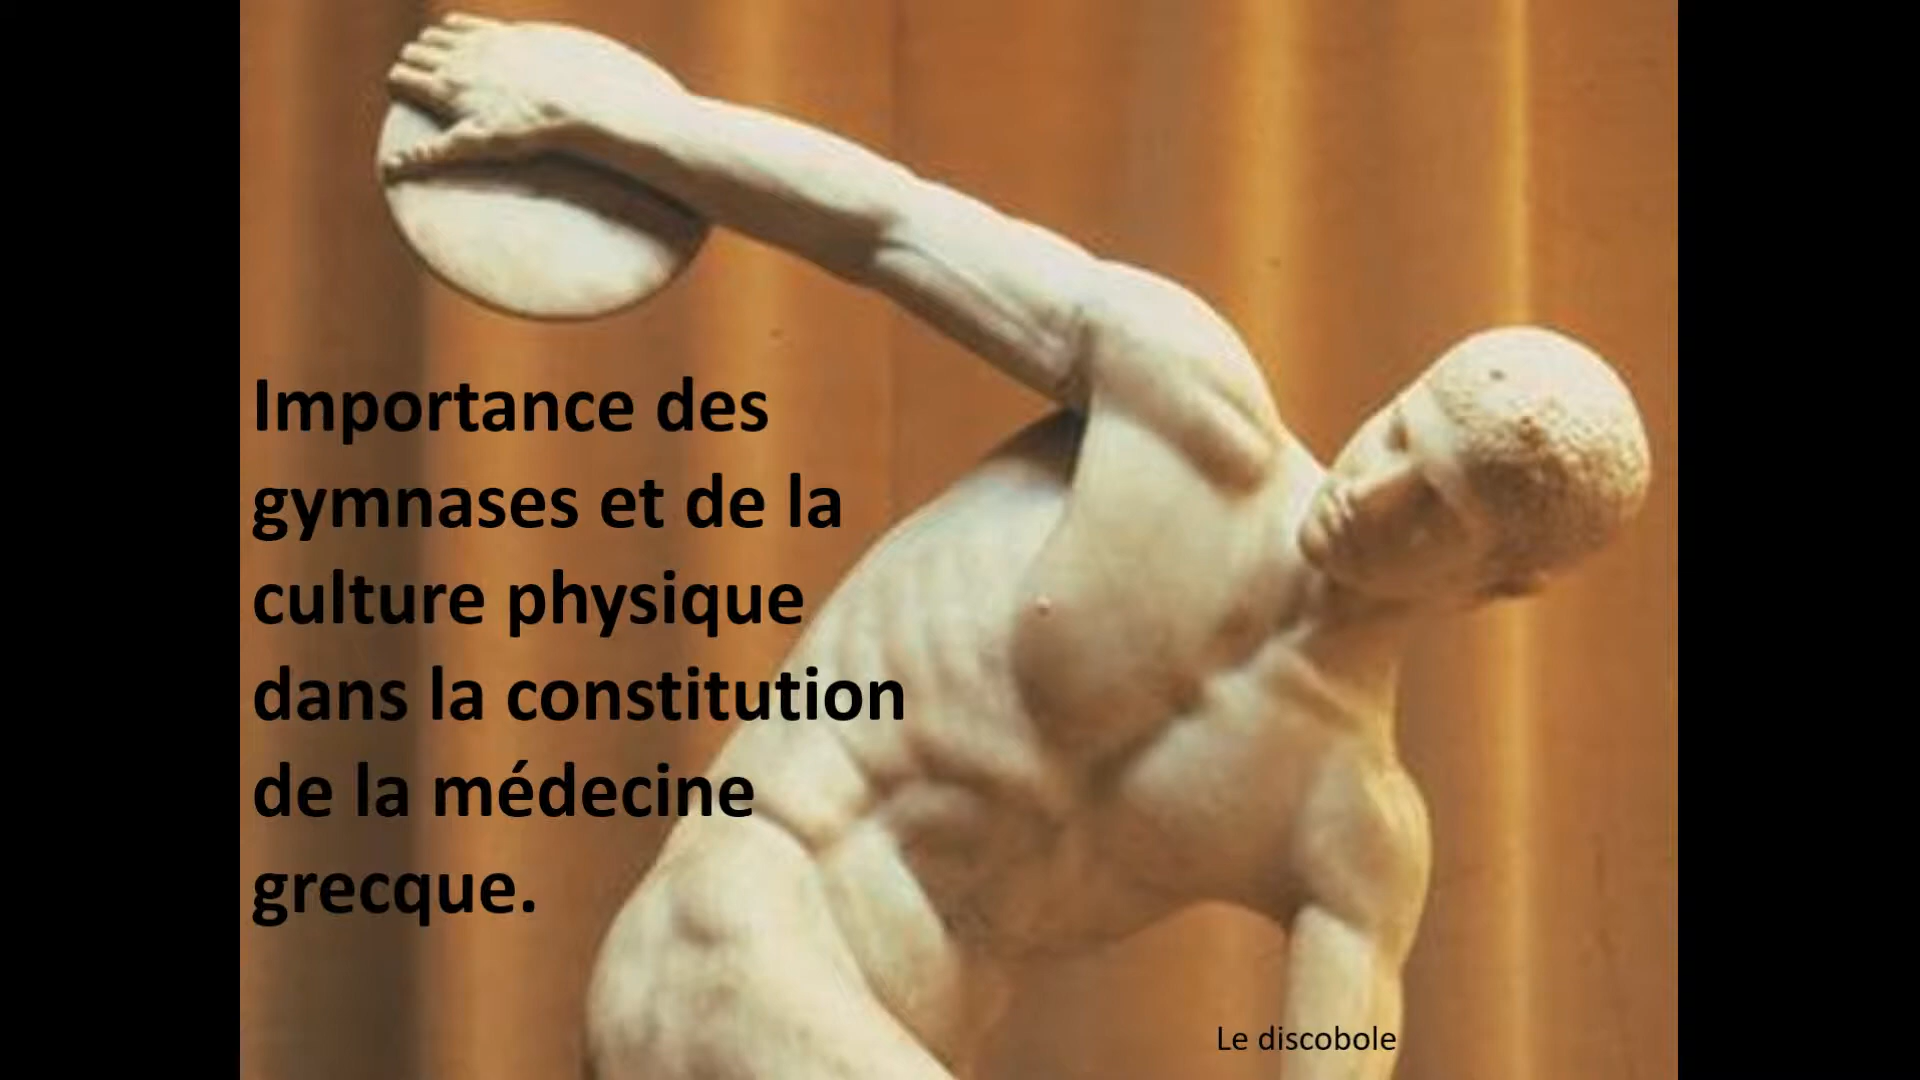 Importance des
gymnases et de la
culture physique
dans la constitution
de la médecine
grecque.
Le discobole